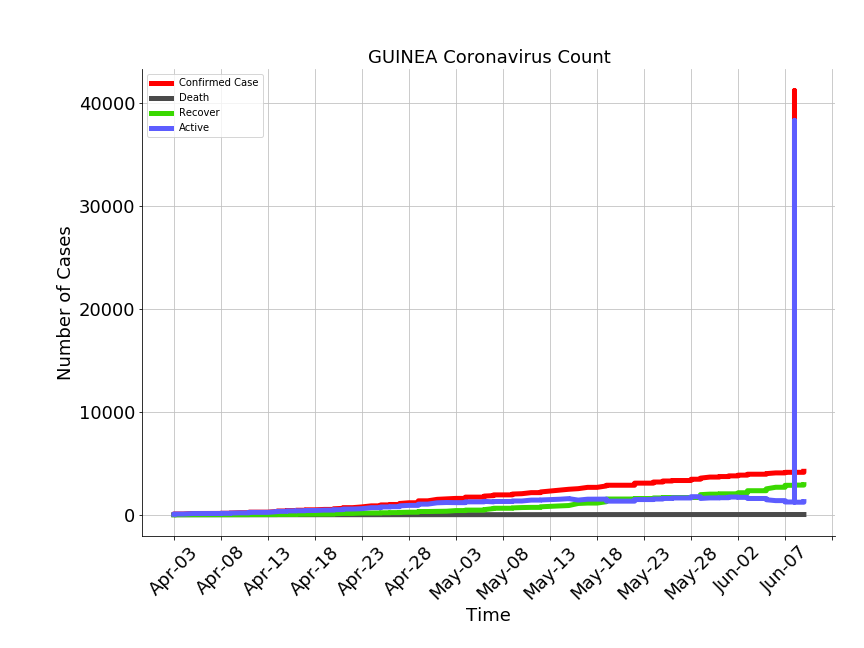 GUINEA Coronavirus Count
Confirmed Case
Death
Recover
Active
40000
30000
20000
10000
0
Number of Cases
Apr-03
Apr-08
Apr-13
Apr-18
Apr-23
Apr-28
May-03
May-08
May-13
May-18
May-23
May-28
Jun-02
Jun-07
Time